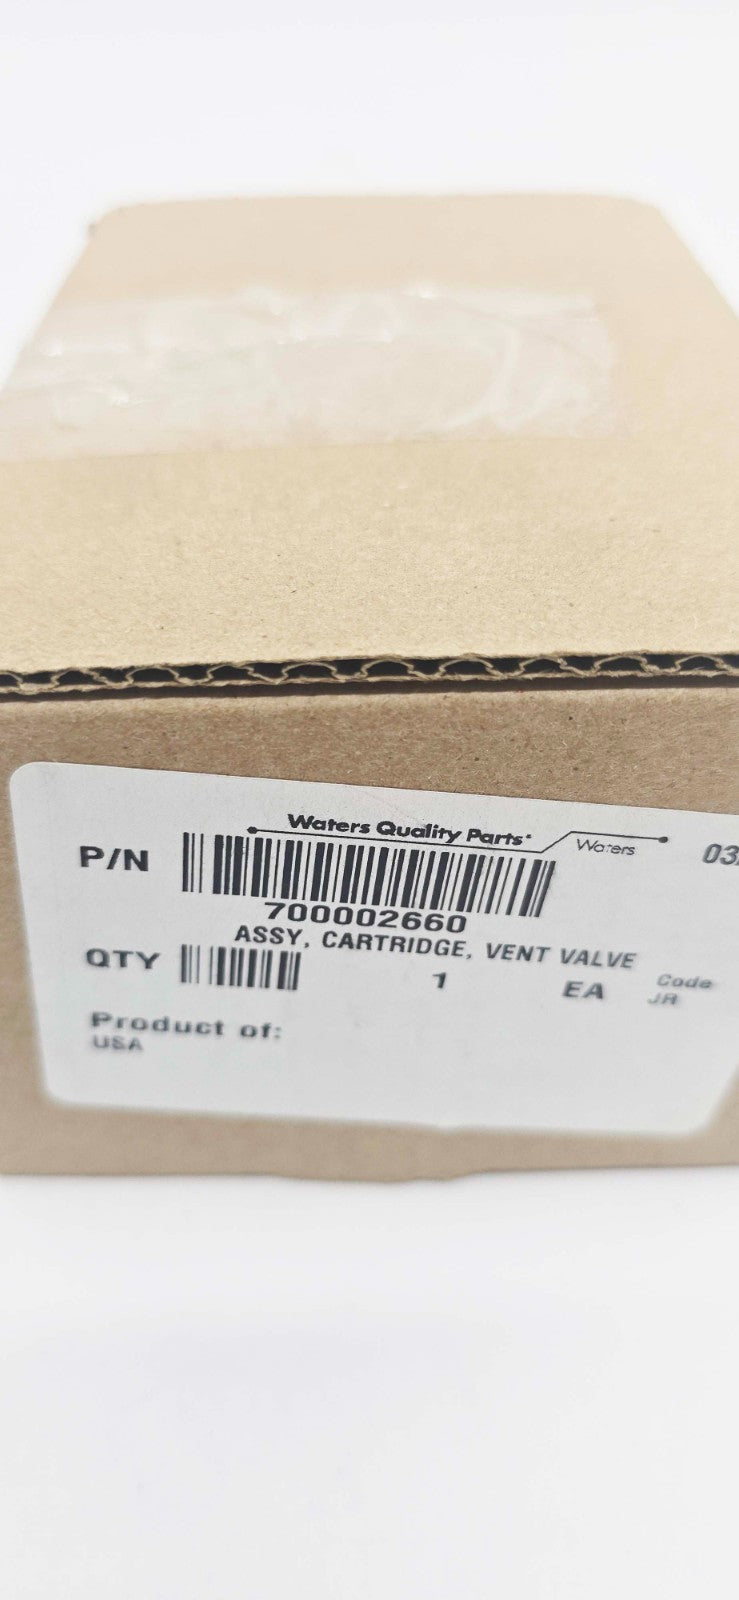 Waters Quality Parts
Waters
P/N
700002660
ASSY, CARTRIDGE, VENT VALVE
QTY 1 EA Code
JR
Product of:
USA